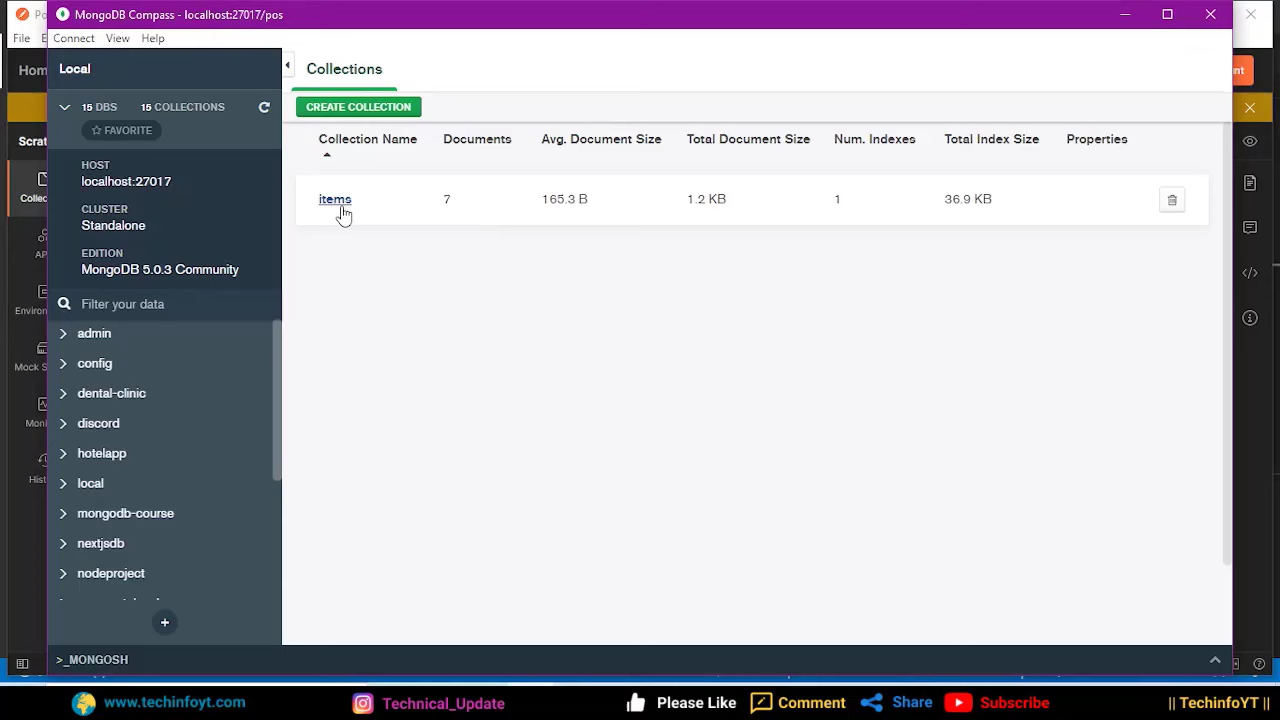 MongoDB Compass - localhost:27017/pos
File
Connect View Help
Home
Local
Collections
15 DBS 15 COLLECTIONS
FAVORITE
CREATE COLLECTION
Collection Name Documents Avg. Document Size Total Document Size Num. Indexes Total Index Size Properties
HOST
localhost:27017
items 7 165.3 B 1.2 KB 1 36.9 KB
CLUSTER
Standalone
EDITION
MongoDB 5.0.3 Community
Filter your data
admin
config
dental-clinic
discord
hotelapp
local
mongodb-course
nextjsdb
nodeproject
>_MONGOSH
www.techinfoyt.com Technical_Update Please Like Comment Share Subscribe || TechinfoYT ||